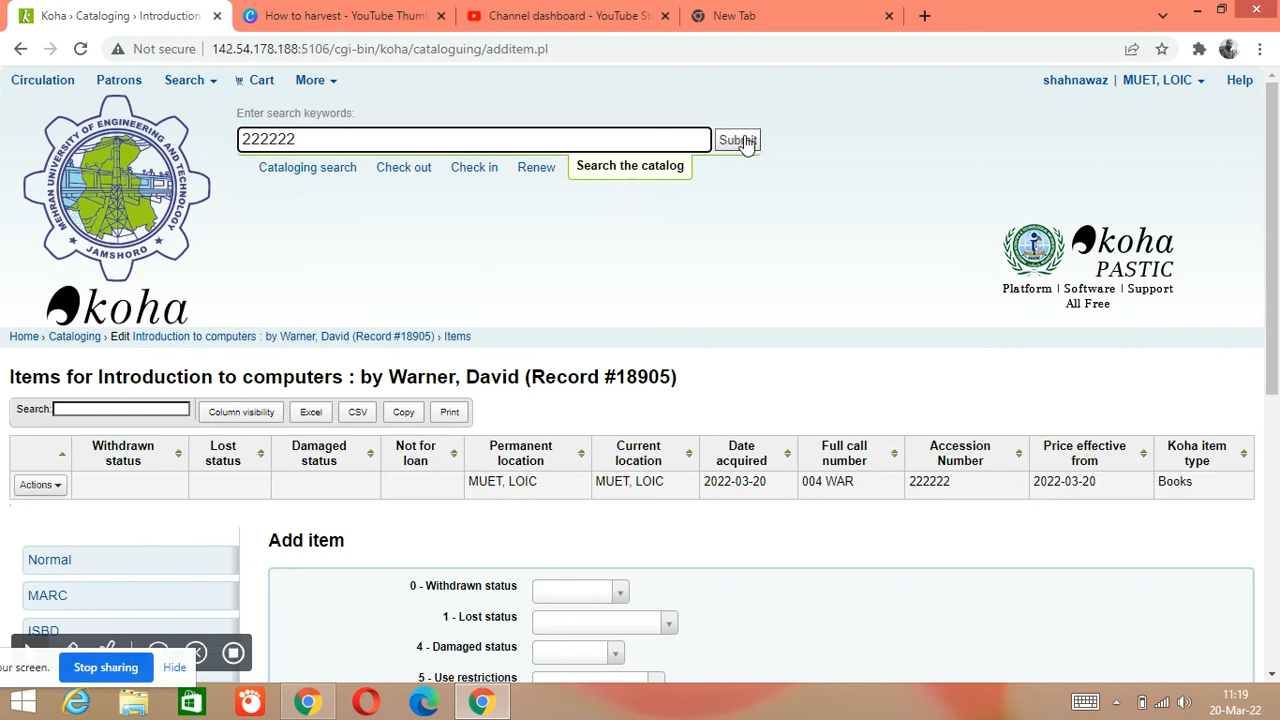 Koha › Cataloging › Introduction
How to harvest - YouTube Thumb
Channel dashboard - YouTube St
New Tab
Not secure
142.54.178.188:5106/cgi-bin/koha/cataloguing/additem.pl
Circulation
Patrons
Search
Cart
More
shahnawaz | MUET, LOIC
Help
MEHRAN UNIVERSITY OF ENGINEERING AND TECHNOLOGY
JAMSHORO
koha
Enter search keywords:
222222
Submit
Cataloging search
Check out
Check in
Renew
Search the catalog
koha
PASTIC
Platform | Software | Support
All Free
Home › Cataloging › Edit Introduction to computers : by Warner, David (Record #18905) › Items
Items for Introduction to computers : by Warner, David (Record #18905)
Search:
Column visibility
Excel
CSV
Copy
Print
Withdrawn status
Lost status
Damaged status
Not for loan
Permanent location
Current location
Date acquired
Full call number
Accession Number
Price effective from
Koha item type
Actions
MUET, LOIC
MUET, LOIC
2022-03-20
004 WAR
222222
2022-03-20
Books
Normal
MARC
ISBD
Add item
0 - Withdrawn status
1 - Lost status
4 - Damaged status
5 - Use restrictions
our screen.
Stop sharing
Hide
11:19
20-Mar-22